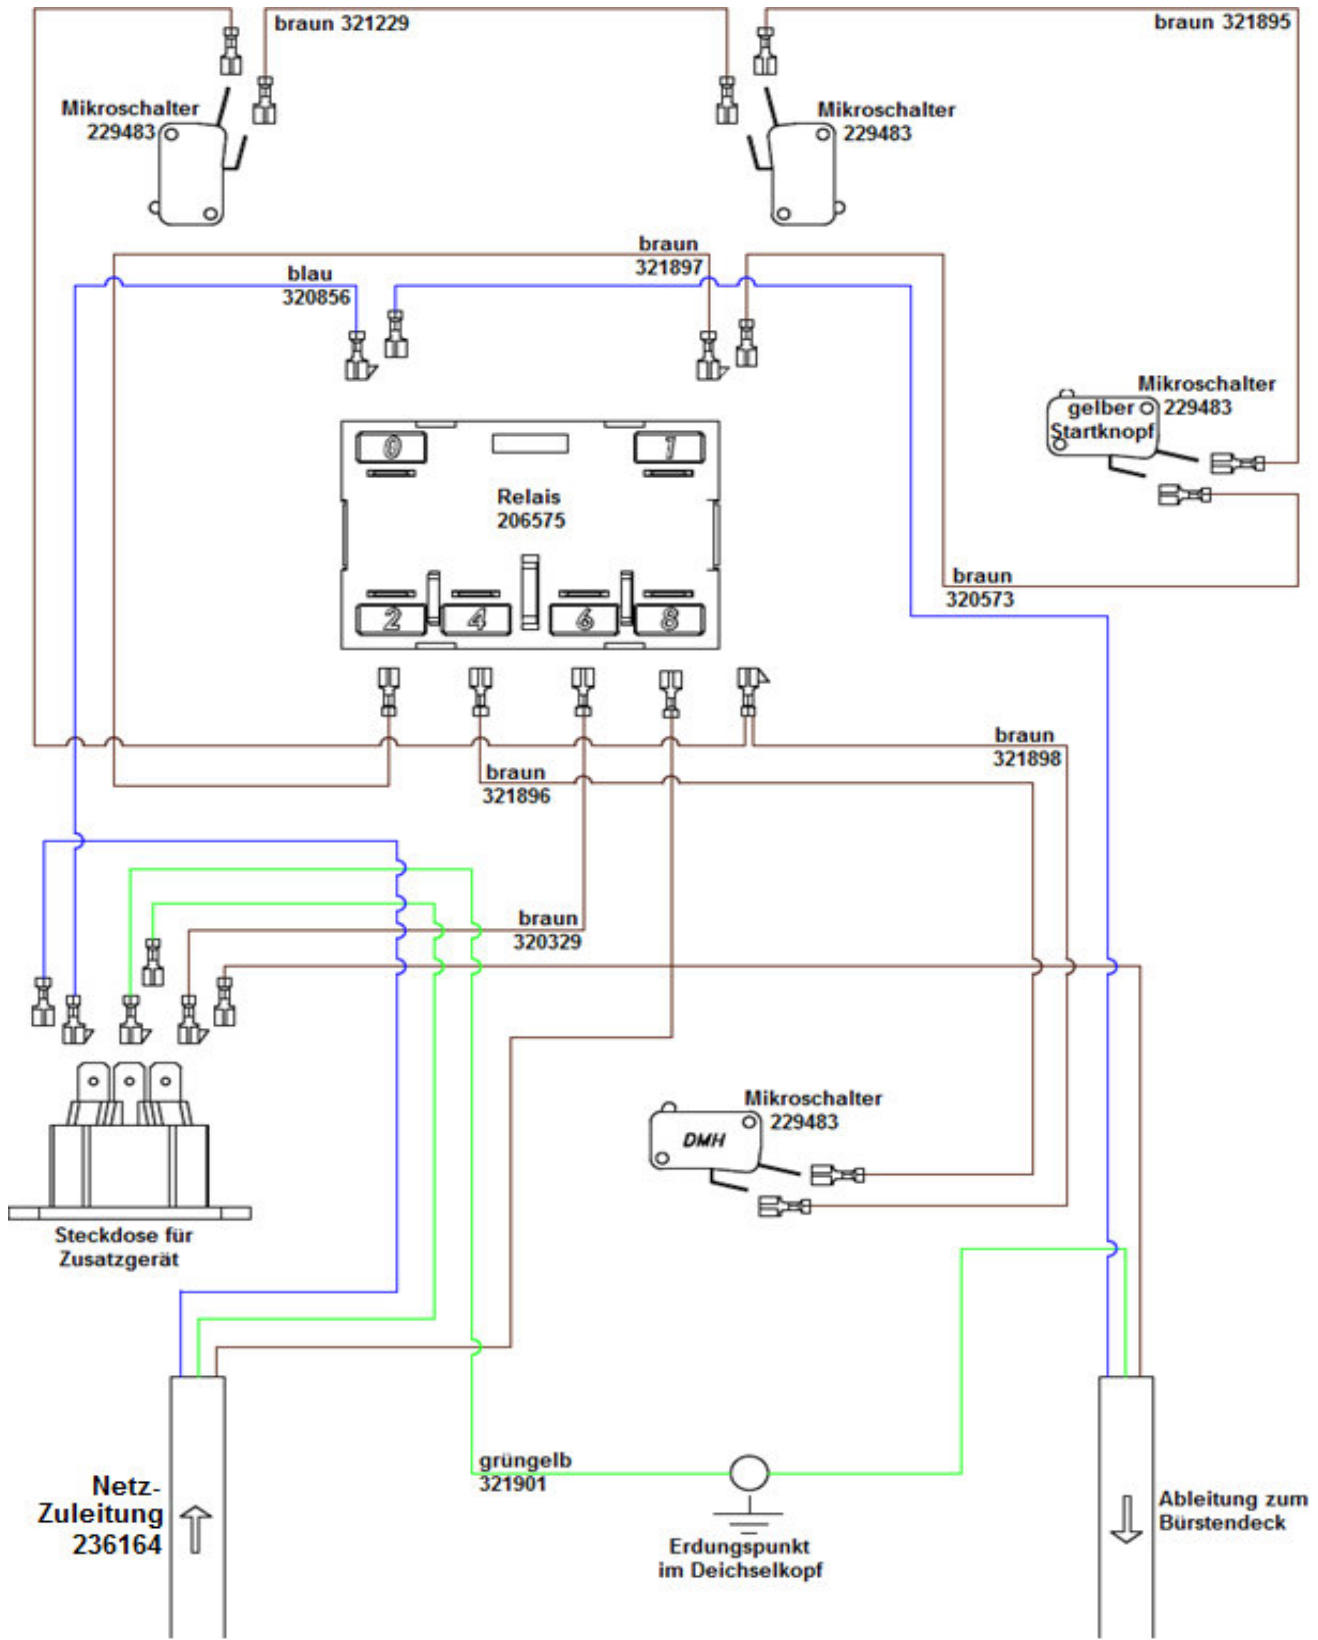 braun 321229
braun 321895
Mikroschalter
229483
Mikroschalter
229483
braun
321897
blau
320856
Mikroschalter
229483
gelber
Startknopf
0
1
Relais
206575
2 4 6 8
braun
320573
braun
321898
braun
321896
braun
320329
Mikroschalter
229483
DMH
Steckdose für
Zusatzgerät
grüngelb
321901
Netz-
Zuleitung
236164
Erdungspunkt
im Deichselkopf
Ableitung zum
Bürstendeck